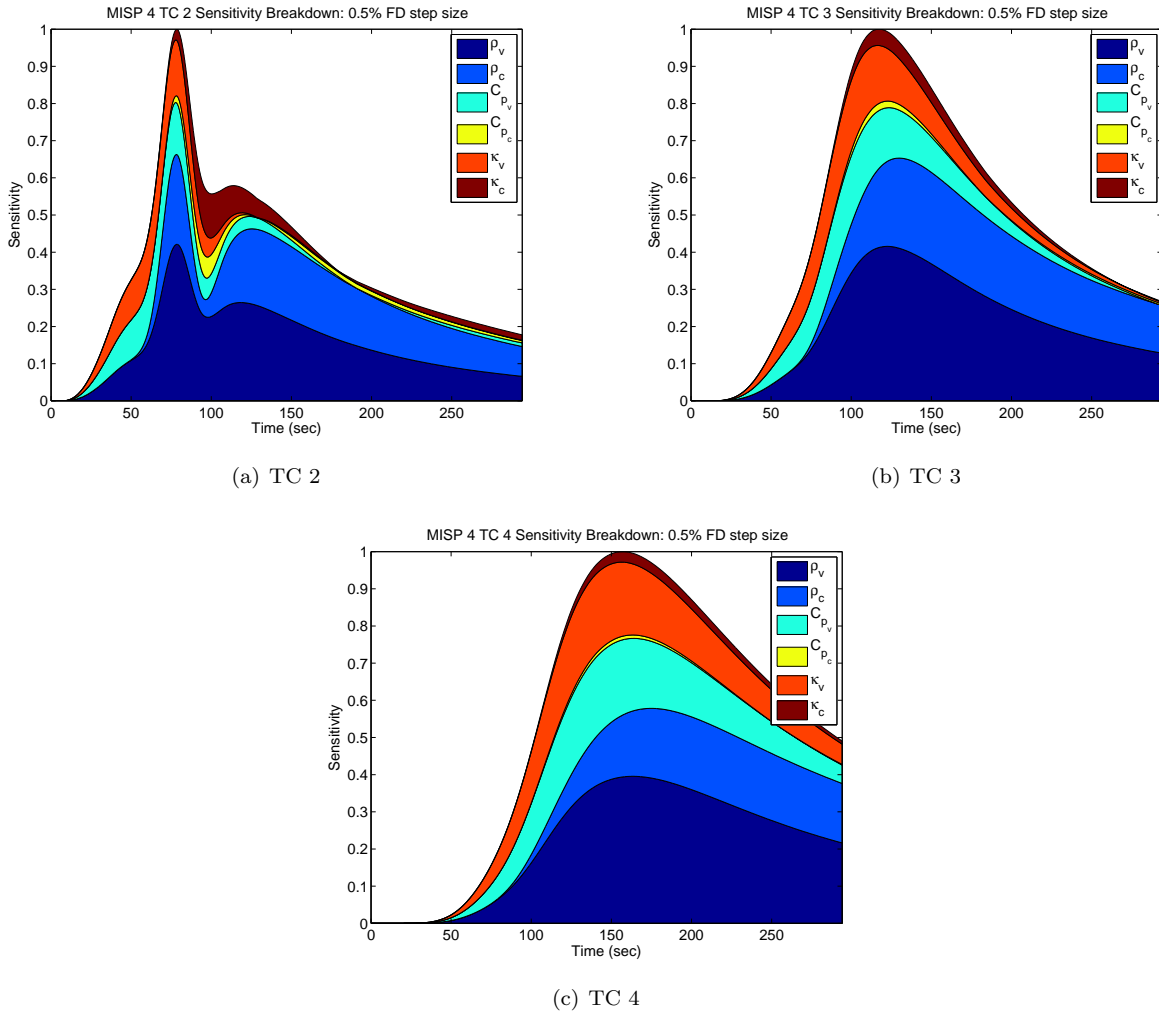 MISP 4 TC 2 Sensitivity Breakdown: 0.5% FD step size
1
0.9
0.8
0.7
0.6
0.5
0.4
0.3
0.2
0.1
0
Sensitivity
0 50 100 150 200 250
Time (sec)
ρv
ρc
Cpv
Cpc
κv
κc
(a) TC 2
MISP 4 TC 3 Sensitivity Breakdown: 0.5% FD step size
1
0.9
0.8
0.7
0.6
0.5
0.4
0.3
0.2
0.1
0
Sensitivity
0 50 100 150 200 250
Time (sec)
ρv
ρc
Cpv
Cpc
κv
κc
(b) TC 3
MISP 4 TC 4 Sensitivity Breakdown: 0.5% FD step size
1
0.9
0.8
0.7
0.6
0.5
0.4
0.3
0.2
0.1
0
Sensitivity
0 50 100 150 200 250
Time (sec)
ρv
ρc
Cpv
Cpc
κv
κc
(c) TC 4